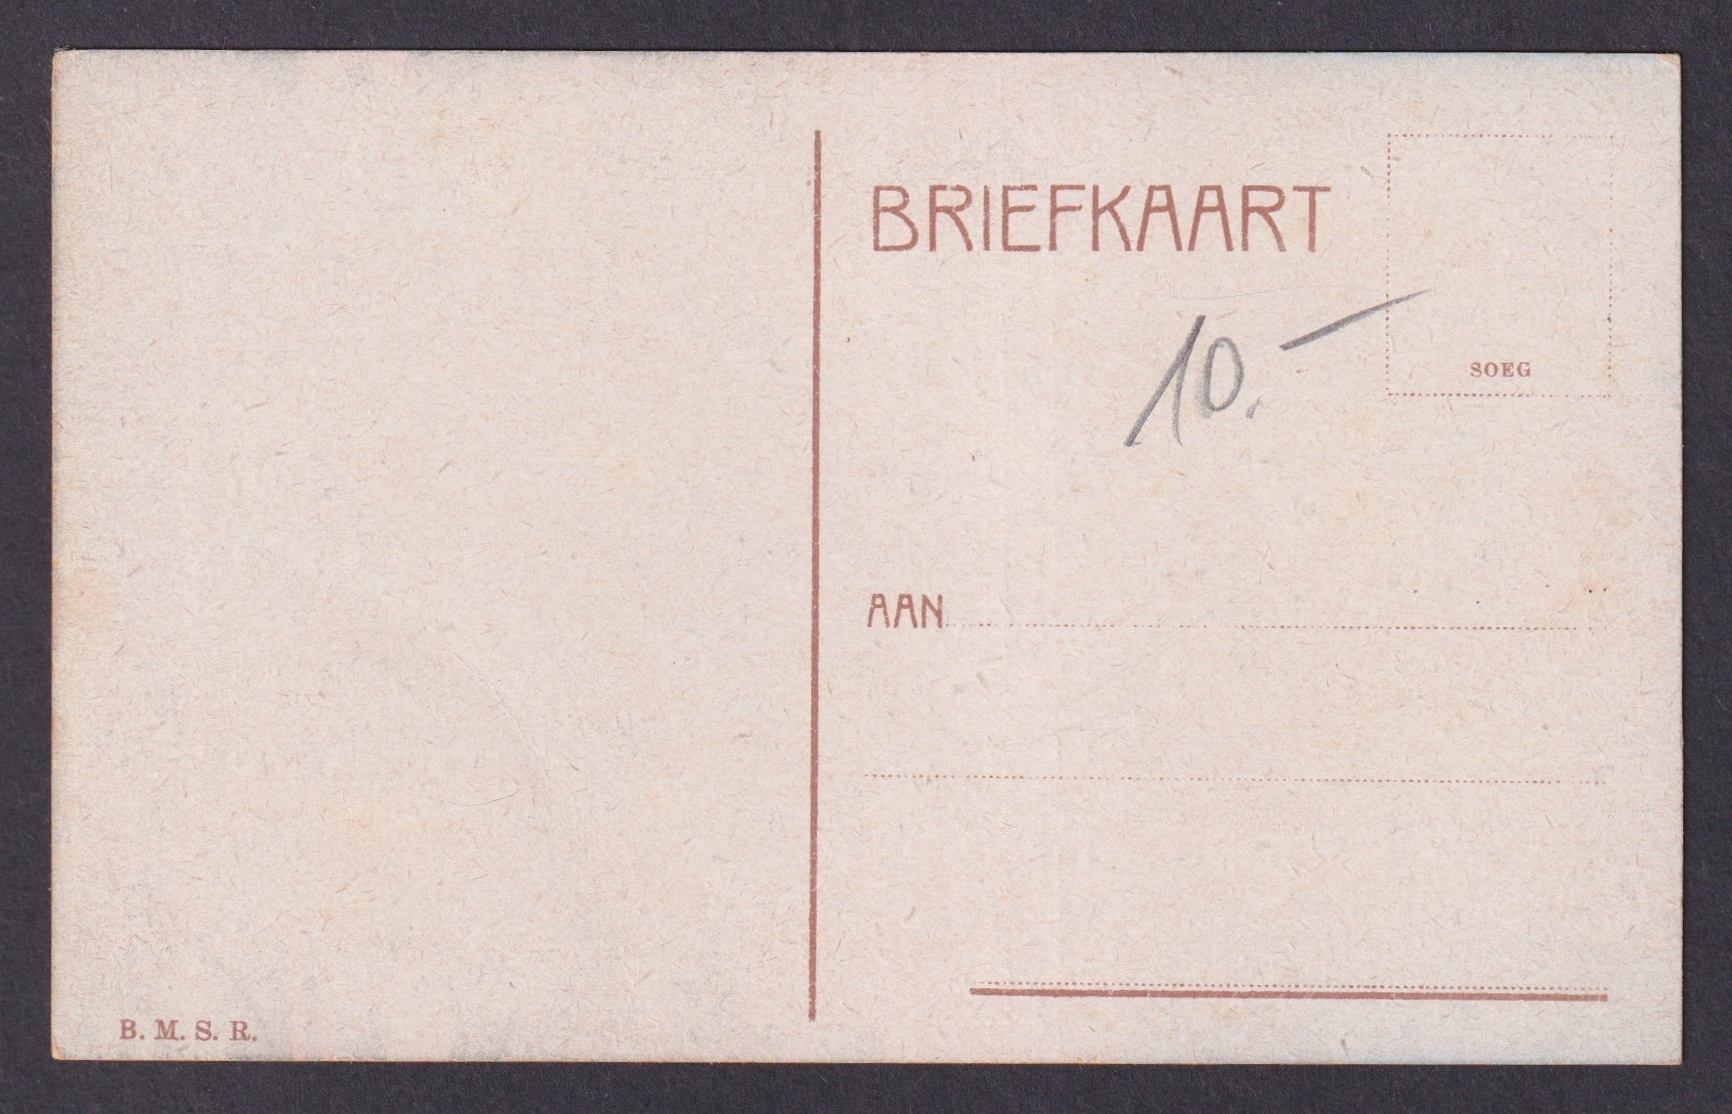 BRIEFKAART
10.—
SOEG
AAN
B. M. S. R.